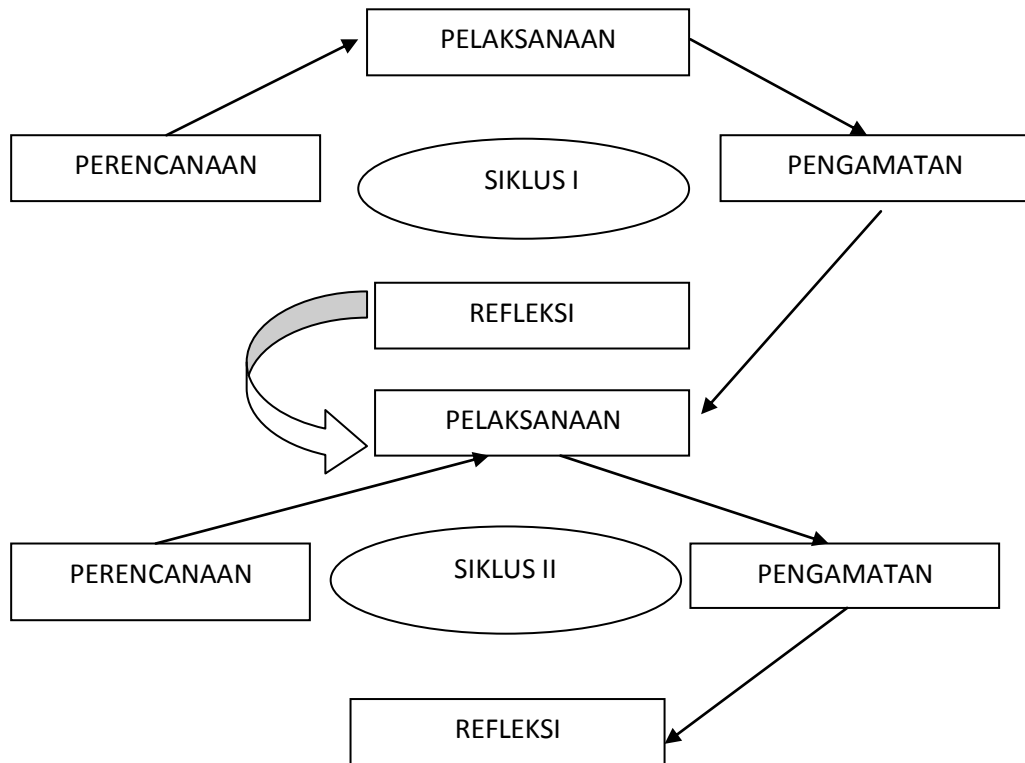 PELAKSANAAN
PERENCANAAN
PENGAMATAN
SIKLUS I
REFLEKSI
PELAKSANAAN
PERENCANAAN
SIKLUS II
PENGAMATAN
REFLEKSI